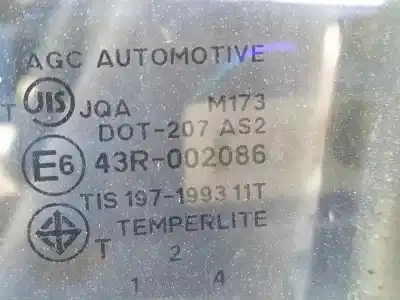 AGC AUTOMOTIVE
T JIS JQA M173
DOT-207 AS2
E6 43R-002086
TIS 197-1993 11T
TEMPERLITE
T 2
1 4